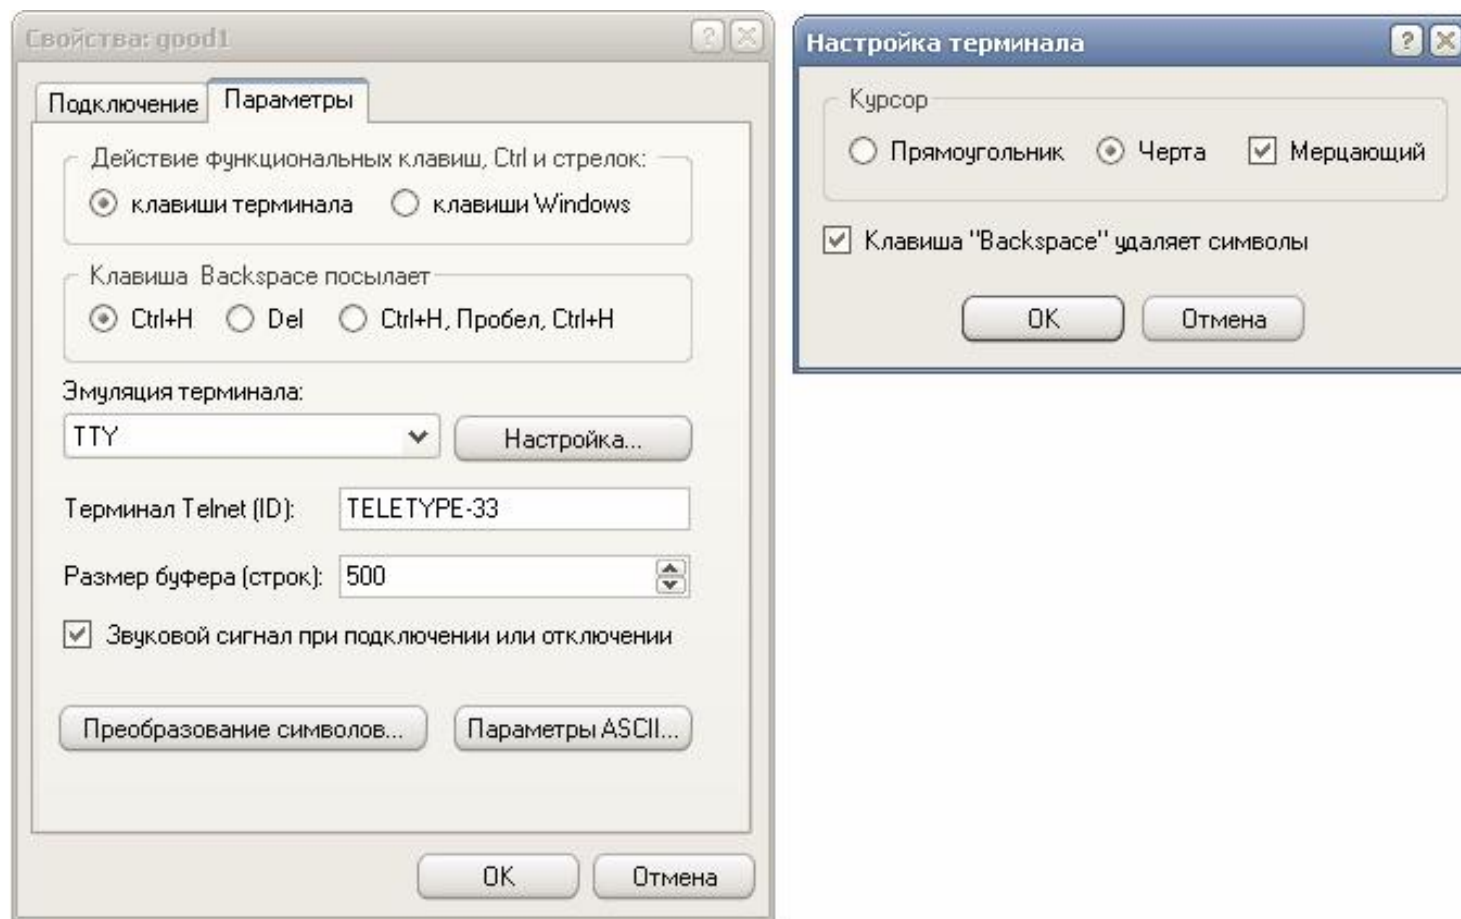 Свойства: good1
Подключение Параметры
Действие функциональных клавиш, Ctrl и стрелок:
клавиши терминала клавиши Windows
Клавиша Backspace посылает
Ctrl+H Del Ctrl+H, Пробел, Ctrl+H
Эмуляция терминала:
TTY Настройка...
Терминал Telnet (ID): TELETYPE-33
Размер буфера (строк): 500
Звуковой сигнал при подключении или отключении
Преобразование символов... Параметры ASCII...
OK Отмена
Настройка терминала
Курсор
Прямоугольник Черта Мерцающий
Клавиша "Backspace" удаляет символы
OK Отмена